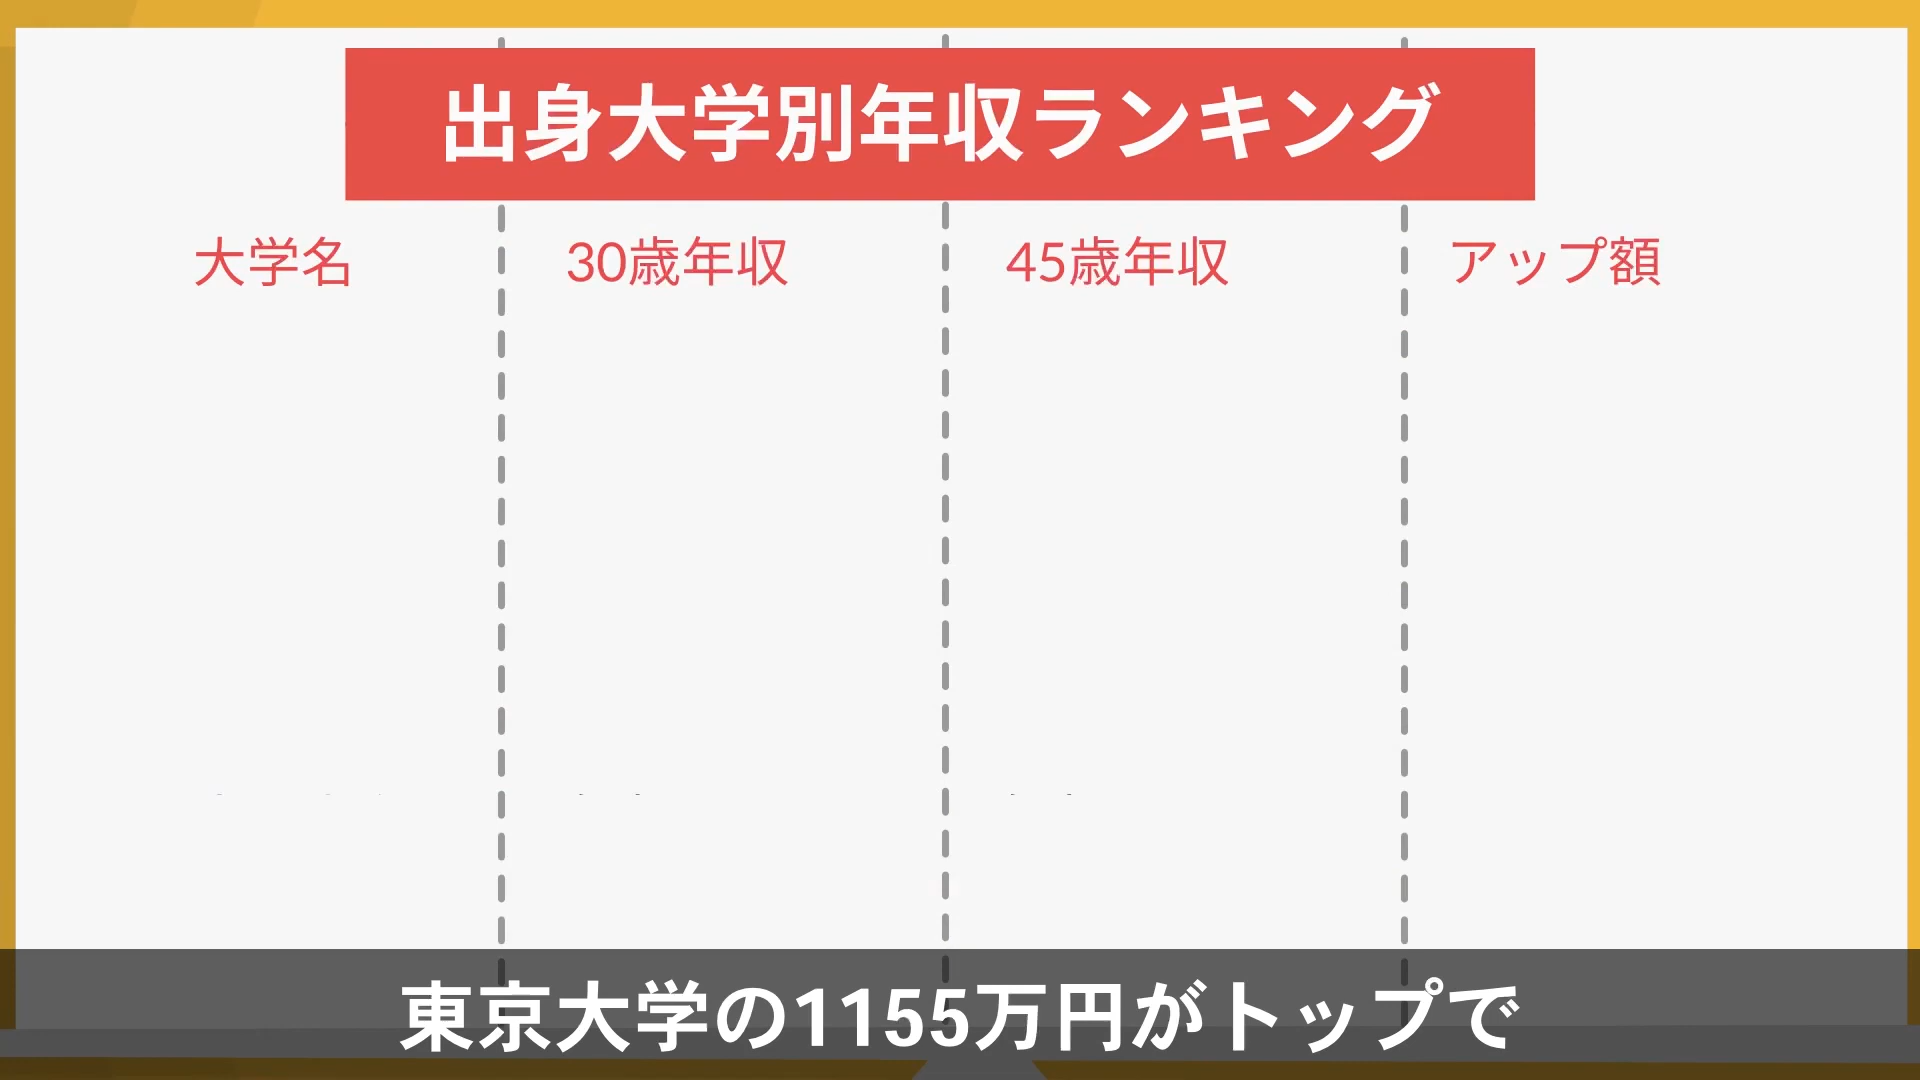 出身大学別年収ランキング
大学名 30歳年収 45歳年収 アップ額
東京大学の1155万円がトップで